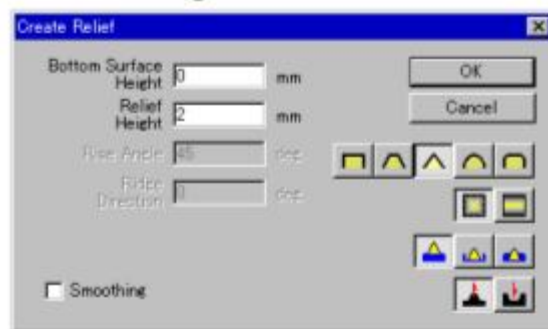 Create Relief
Bottom Surface
Height
0
mm
OK
Relief
Height
2
mm
Cancel
Rise Angle
45
deg
Ridge
Direction
0
deg
Smoothing